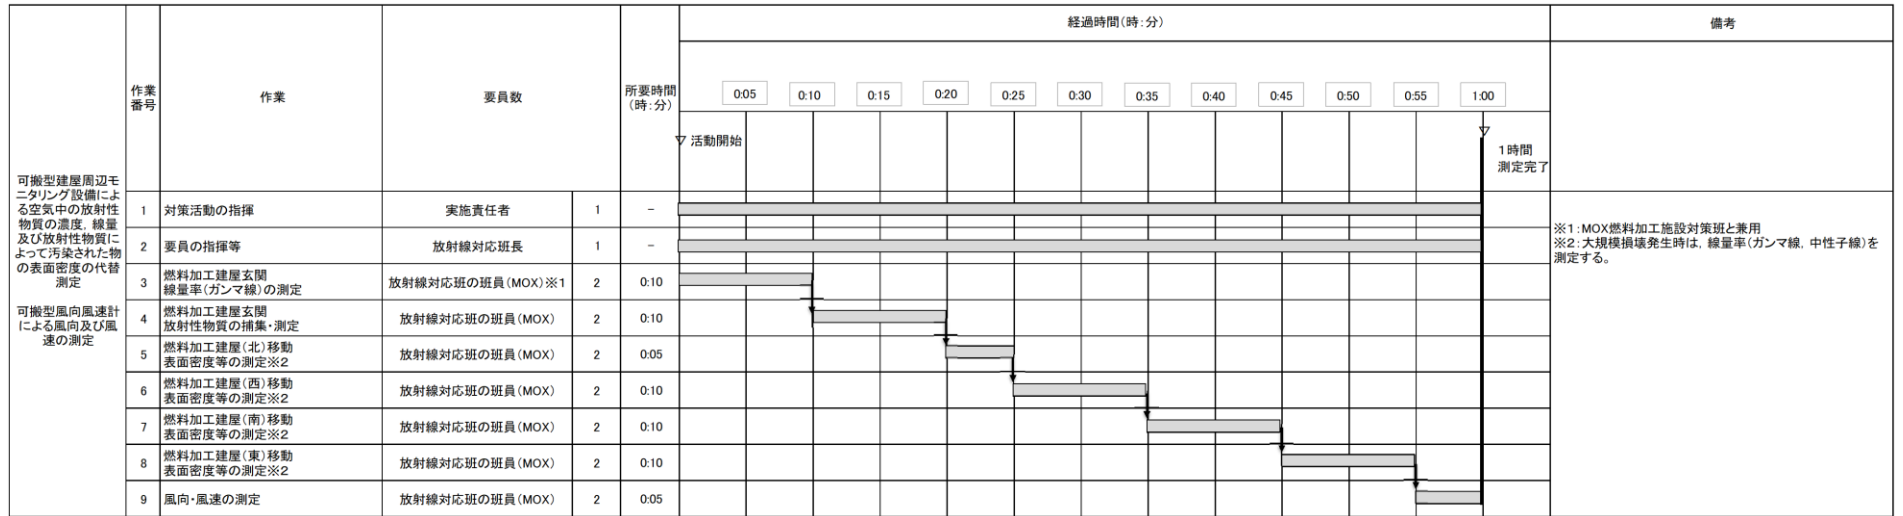 経過時間(時:分)
備考
作業
番号
作業
要員数
所要時間
(時:分)
0:05
0:10
0:15
0:20
0:25
0:30
0:35
0:40
0:45
0:50
0:55
1:00
▽ 活動開始
▽
1時間
測定完了
可搬型建屋周辺モ
ニタリング設備によ
る空気中の放射性
物質の濃度,線量
及び放射性物質に
よって汚染された物
の表面密度の代替
測定
可搬型風向風速計
による風向及び風
速の測定
1 対策活動の指揮 実施責任者 1 -
2 要員の指揮等 放射線対応班長 1 -
3 燃料加工建屋玄関
線量率(ガンマ線)の測定 放射線対応班の班員(MOX)※1 2 0:10
4 燃料加工建屋玄関
放射性物質の捕集・測定 放射線対応班の班員(MOX) 2 0:10
5 燃料加工建屋(北)移動
表面密度等の測定※2 放射線対応班の班員(MOX) 2 0:05
6 燃料加工建屋(西)移動
表面密度等の測定※2 放射線対応班の班員(MOX) 2 0:10
7 燃料加工建屋(南)移動
表面密度等の測定※2 放射線対応班の班員(MOX) 2 0:10
8 燃料加工建屋(東)移動
表面密度等の測定※2 放射線対応班の班員(MOX) 2 0:10
9 風向・風速の測定 放射線対応班の班員(MOX) 2 0:05
※1:MOX燃料加工施設対策班と兼用
※2:大規模損壊発生時は,線量率(ガンマ線,中性子線)を
測定する。